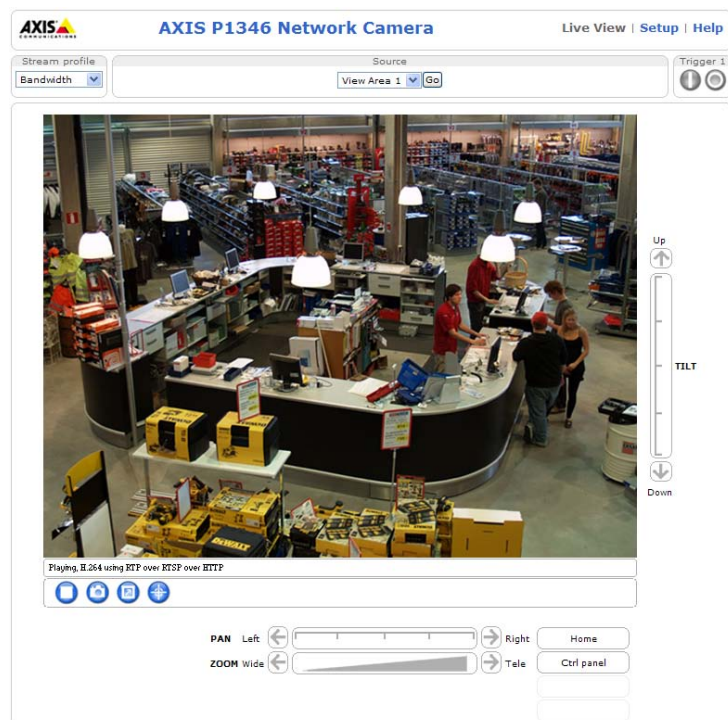 AXIS
COMMUNICATIONS
AXIS P1346 Network Camera
Live View | Setup | Help
Stream profile
Source
Trigger 1
Bandwidth
View Area 1
Go
Up
TILT
Down
DEWALT
Playing, H.264 using RTP over RTSP over HTTP
PAN Left
Right
Home
ZOOM Wide
Tele
Ctrl panel